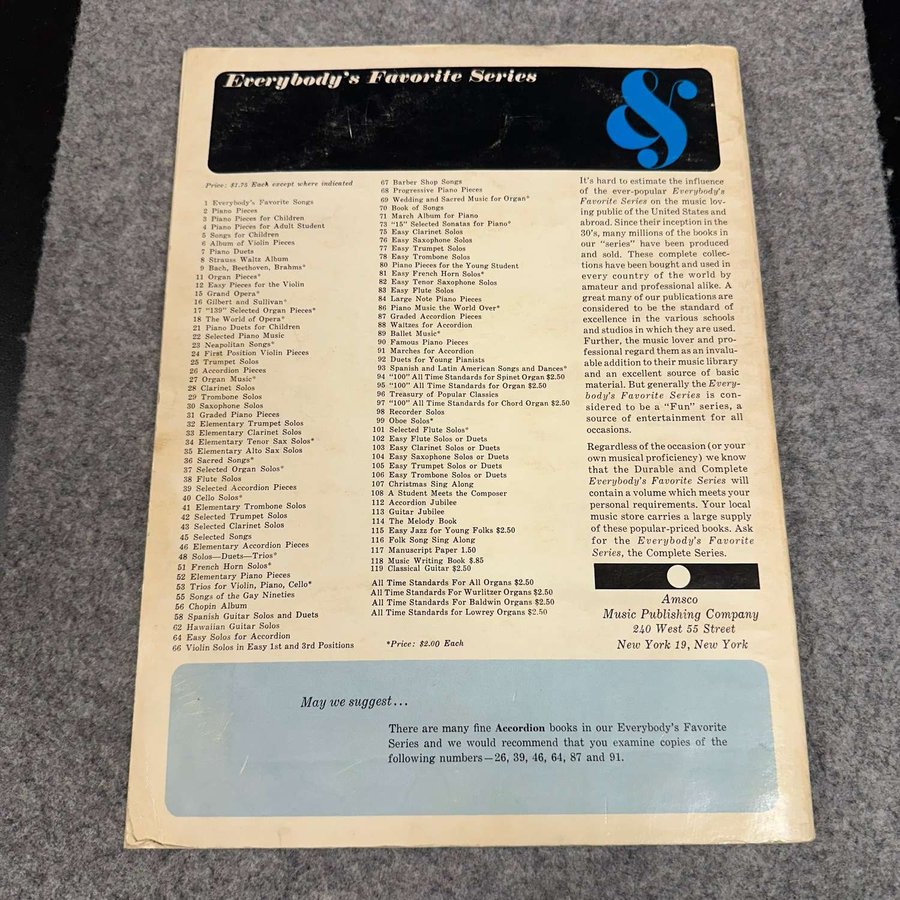 Everybody's Favorite Series
Price: $1.75 Each except where indicated
1 Everybody's Favorite Songs
2 Piano Pieces
3 Piano Pieces for Children
4 Piano Pieces for Adult Student
5 Songs for Children
6 Album of Violin Pieces
7 Piano Duets
8 Strauss Waltz Album
9 Bach, Beethoven, Brahms*
11 Organ Pieces*
12 Easy Pieces for the Violin
15 Grand Opera*
16 Gilbert and Sullivan*
17 "139" Selected Organ Pieces*
18 The World of Opera*
21 Piano Duets for Children
22 Selected Piano Music
23 Neapolitan Songs*
24 First Position Violin Pieces
25 Trumpet Solos
26 Accordion Pieces
27 Organ Music*
28 Clarinet Solos
29 Trombone Solos
30 Saxophone Solos
31 Graded Piano Pieces
32 Elementary Trumpet Solos
33 Elementary Clarinet Solos
34 Elementary Tenor Sax Solos*
35 Elementary Alto Sax Solos
36 Sacred Songs*
37 Selected Organ Solos*
38 Flute Solos
39 Selected Accordion Pieces
40 Cello Solos*
41 Elementary Trombone Solos
42 Selected Trumpet Solos
43 Selected Clarinet Solos
45 Selected Songs
46 Elementary Accordion Pieces
48 Solos—Duets—Trios*
51 French Horn Solos*
52 Elementary Piano Pieces
53 Trios for Violin, Piano, Cello*
55 Songs of the Gay Nineties
56 Chopin Album
58 Spanish Guitar Solos and Duets
62 Hawaiian Guitar Solos
64 Easy Solos for Accordion
66 Violin Solos in Easy 1st and 3rd Positions
67 Barber Shop Songs
68 Progressive Piano Pieces
69 Wedding and Sacred Music for Organ*
70 Book of Songs
71 March Album for Piano
73 "15" Selected Sonatas for Piano*
75 Easy Clarinet Solos
76 Easy Saxophone Solos
77 Easy Trumpet Solos
78 Easy Trombone Solos
80 Piano Pieces for the Young Student
81 Easy French Horn Solos*
82 Easy Tenor Saxophone Solos
83 Easy Flute Solos
84 Large Note Piano Pieces
86 Piano Music the World Over*
87 Graded Accordion Pieces
88 Waltzes for Accordion
89 Ballet Music*
90 Famous Piano Pieces
91 Marches for Accordion
92 Duets for Young Pianists
93 Spanish and Latin American Songs and Dances*
94 "100" All Time Standards for Spinet Organ $2.50
95 "100" All Time Standards for Organ $2.50
96 Treasury of Popular Classics
97 "100" All Time Standards for Chord Organ $2.50
98 Recorder Solos
99 Oboe Solos*
101 Selected Flute Solos*
102 Easy Flute Solos or Duets
103 Easy Clarinet Solos or Duets
104 Easy Saxophone Solos or Duets
105 Easy Trumpet Solos or Duets
106 Easy Trombone Solos or Duets
107 Christmas Sing Along
108 A Student Meets the Composer
112 Accordion Jubilee
113 Guitar Jubilee
114 The Melody Book
115 Easy Jazz for Young Folks $2.50
116 Folk Song Sing Along
117 Manuscript Paper 1.50
118 Music Writing Book $.85
119 Classical Guitar $2.50
All Time Standards For All Organs $2.50
All Time Standards For Wurlitzer Organs $2.50
All Time Standards For Baldwin Organs $2.50
All Time Standards for Lowrey Organs $2.50
*Price: $2.00 Each
It's hard to estimate the influence
of the ever-popular Everybody's
Favorite Series on the music lov-
ing public of the United States and
abroad. Since their inception in the
30's, many millions of the books in
our "series" have been produced
and sold. These complete collec-
tions have been bought and used in
every country of the world by
amateur and professional alike. A
great many of our publications are
considered to be the standard of
excellence in the various schools
and studios in which they are used.
Further, the music lover and pro-
fessional regard them as an invalu-
able addition to their music library
and an excellent source of basic
material. But generally the Every-
body's Favorite Series is con-
sidered to be a "Fun" series, a
source of entertainment for all
occasions.
Regardless of the occasion (or your
own musical proficiency) we know
that the Durable and Complete
Everybody's Favorite Series will
contain a volume which meets your
personal requirements. Your local
music store carries a large supply
of these popular-priced books. Ask
for the Everybody's Favorite
Series, the Complete Series.
Amsco
Music Publishing Company
240 West 55 Street
New York 19, New York
May we suggest...
There are many fine Accordion books in our Everybody's Favorite
Series and we would recommend that you examine copies of the
following numbers—26, 39, 46, 64, 87 and 91.